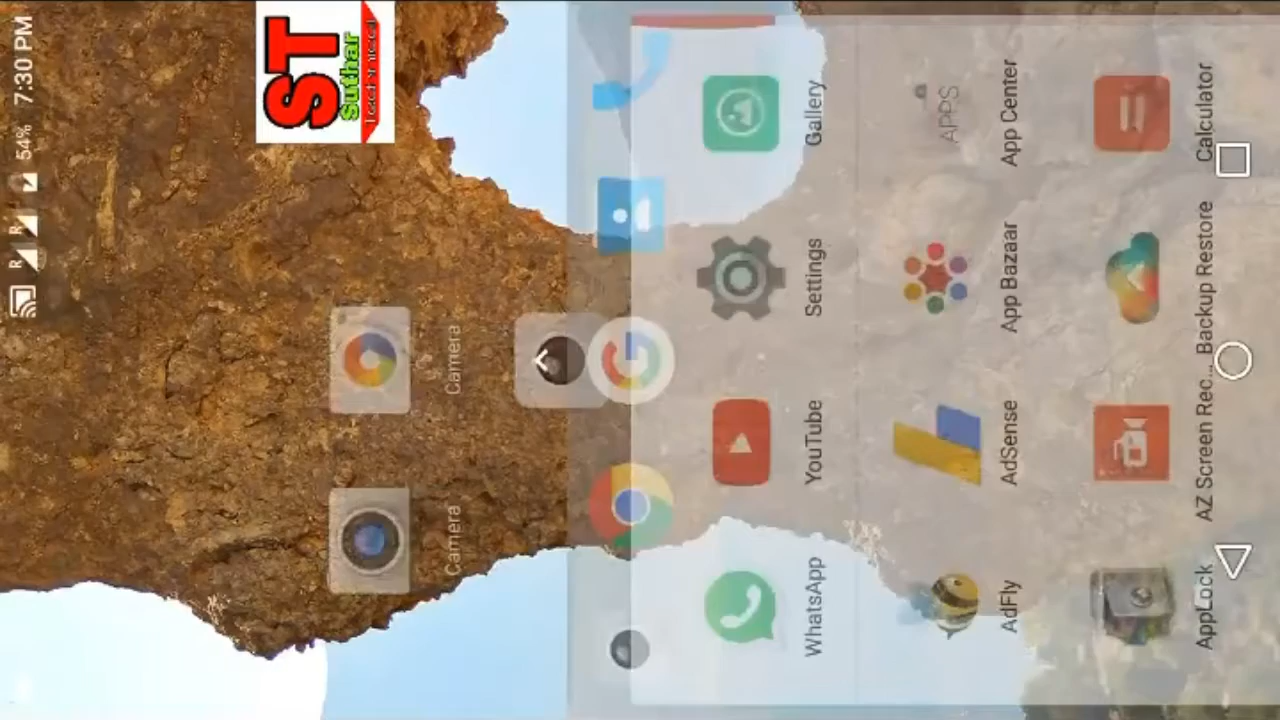 R R 54% 7:30 PM
ST
Suthar
Technical
Camera Camera
WhatsApp YouTube Settings Gallery
AdFly AdSense App Bazaar App Center
APPS
AppLock AZ Screen Rec... Backup Restore Calculator